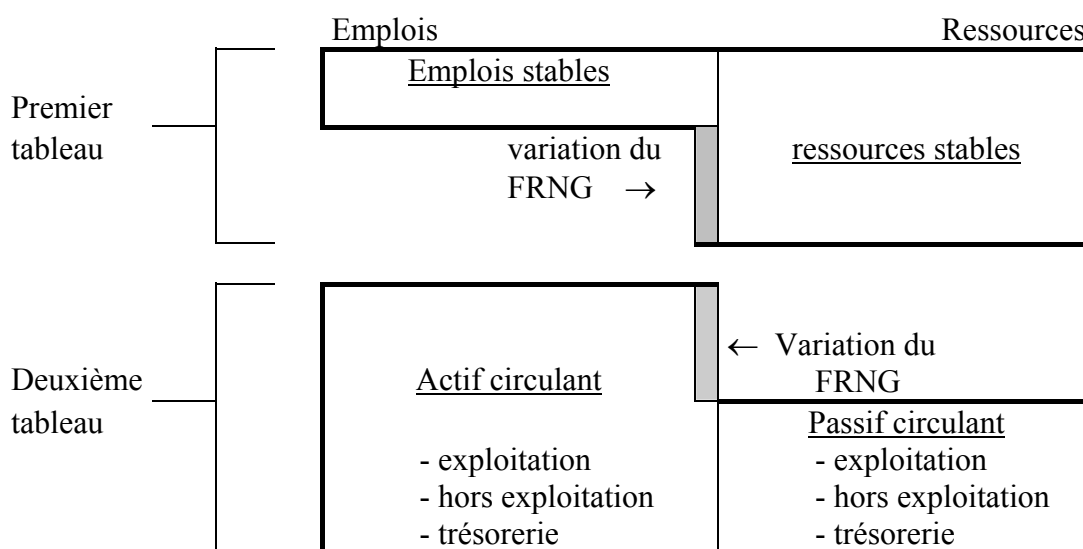 Emplois Ressources
Emplois stables
Premier
tableau
variation du
FRNG →
ressources stables
← Variation du
FRNG
Deuxième
tableau
Actif circulant
- exploitation
- hors exploitation
- trésorerie
Passif circulant
- exploitation
- hors exploitation
- trésorerie